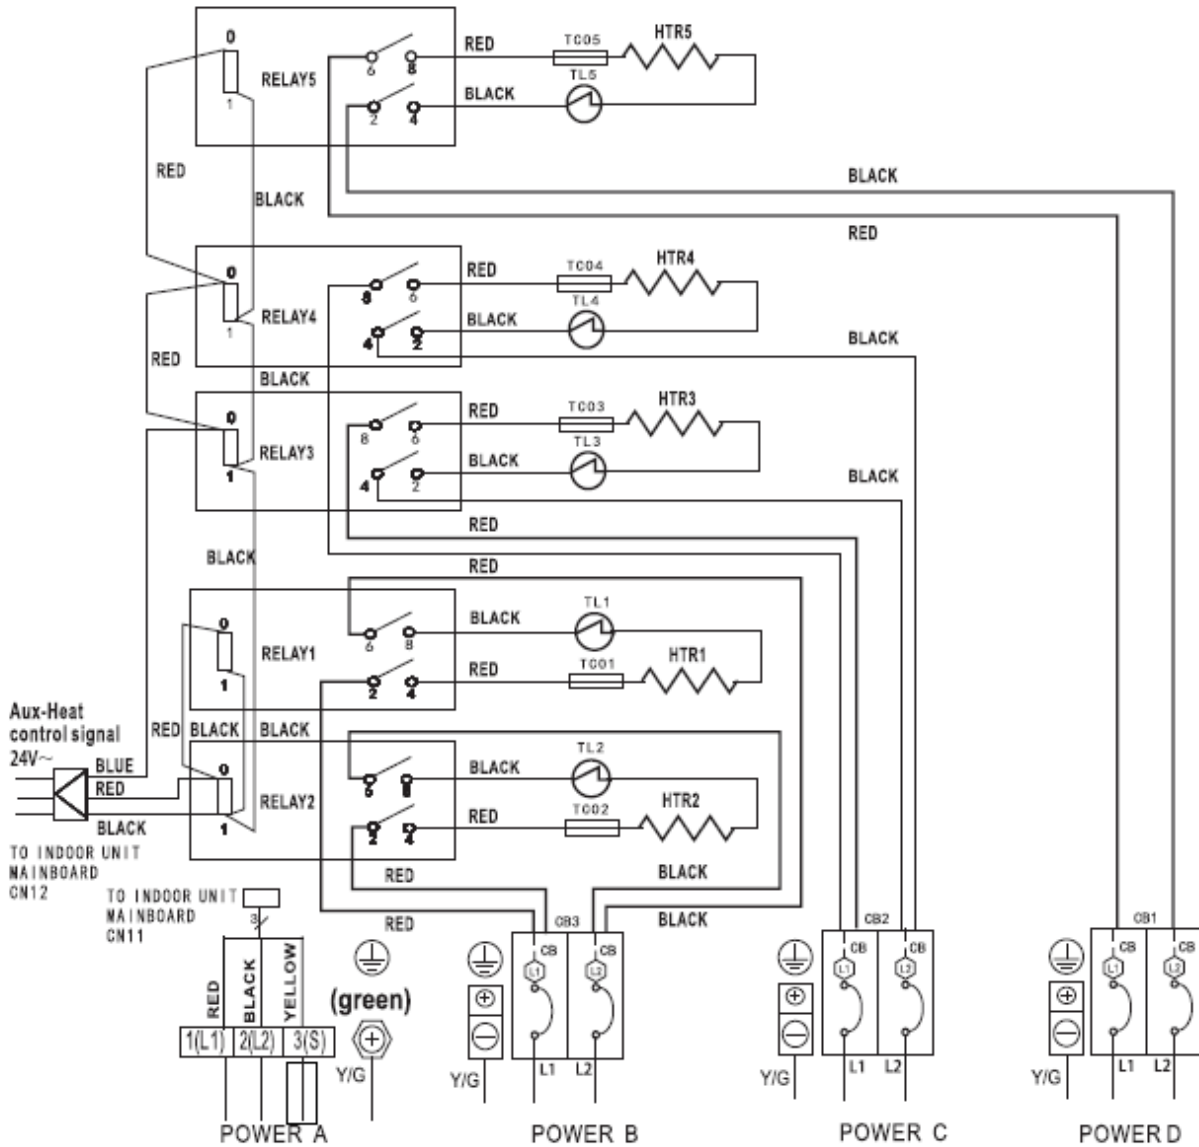 0
RELAY5
1
6
8
2
4
RED
TC05
HTR5
BLACK
TL5
RED
BLACK
BLACK
RED
0
RELAY4
1
8
6
4
2
RED
TC04
HTR4
BLACK
TL4
BLACK
RED
BLACK
0
RELAY3
1
8
6
4
2
RED
TC03
HTR3
BLACK
TL3
BLACK
RED
BLACK
RED
0
RELAY1
1
6
8
2
4
BLACK
TL1
RED
TC01
HTR1
Aux-Heat
control signal
24V~
RED BLACK BLACK
BLUE
RED
BLACK
0
RELAY2
1
6
8
2
4
BLACK
TL2
RED
TC02
HTR2
TO INDOOR UNIT
MAINBOARD
CN12
TO INDOOR UNIT
MAINBOARD
CN11
3
RED
BLACK
RED
BLACK
RED
BLACK
YELLOW
(green)
1(L1) 2(L2) 3(S)
Y/G
POWER A
CB3
CB CB
L1 L2
Y/G
L1 L2
POWER B
CB2
CB CB
L1 L2
Y/G
L1 L2
POWER C
CB1
CB CB
L1 L2
Y/G
L1 L2
POWER D